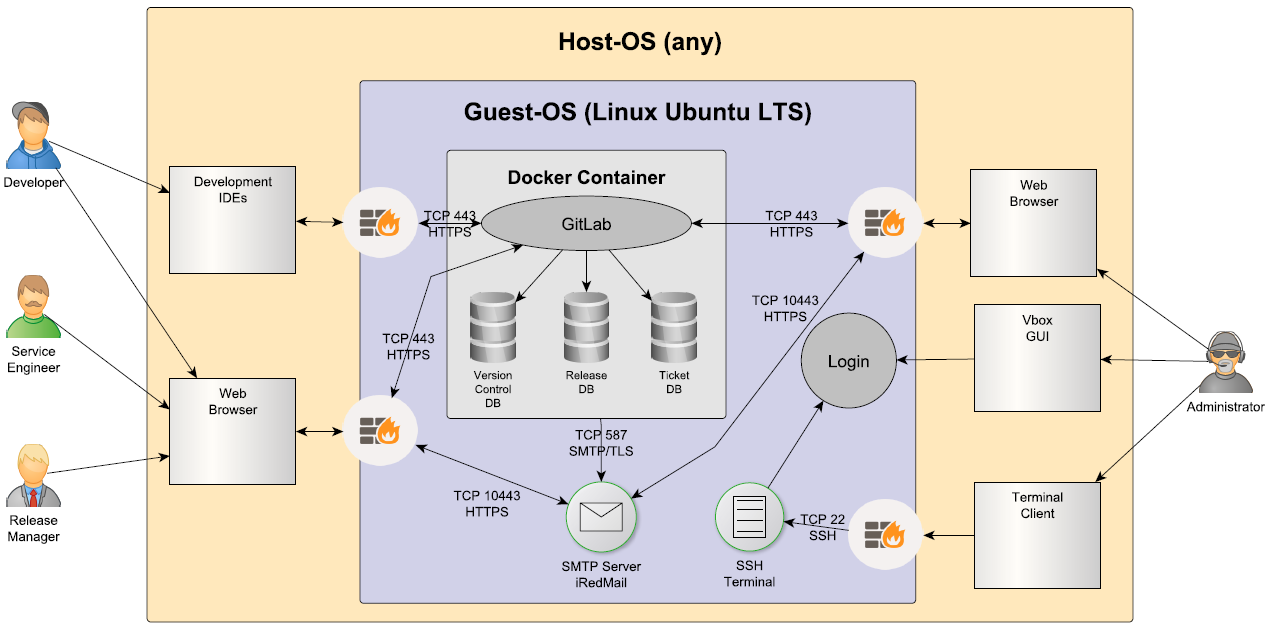 Host-OS (any)
Guest-OS (Linux Ubuntu LTS)
Docker Container
GitLab
Version
Control
DB
Release
DB
Ticket
DB
Developer
Service
Engineer
Release
Manager
Development
IDEs
Web
Browser
TCP 443
HTTPS
TCP 443
HTTPS
TCP 443
HTTPS
TCP 10443
HTTPS
TCP 10443
HTTPS
TCP 587
SMTP/TLS
SMTP Server
iRedMail
SSH
Terminal
TCP 22
SSH
Login
Web
Browser
Vbox
GUI
Terminal
Client
Administrator